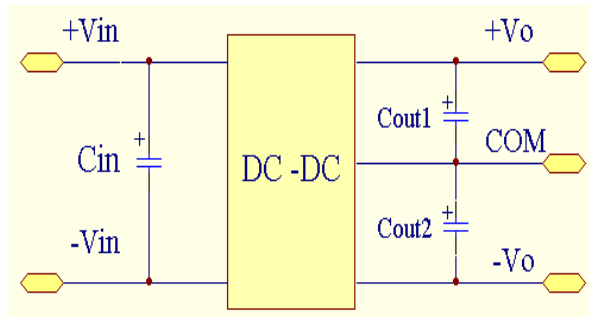 +Vin
+Vo
+
Cin
+
Cout1
COM
DC -DC
+
Cout2
-Vin
-Vo